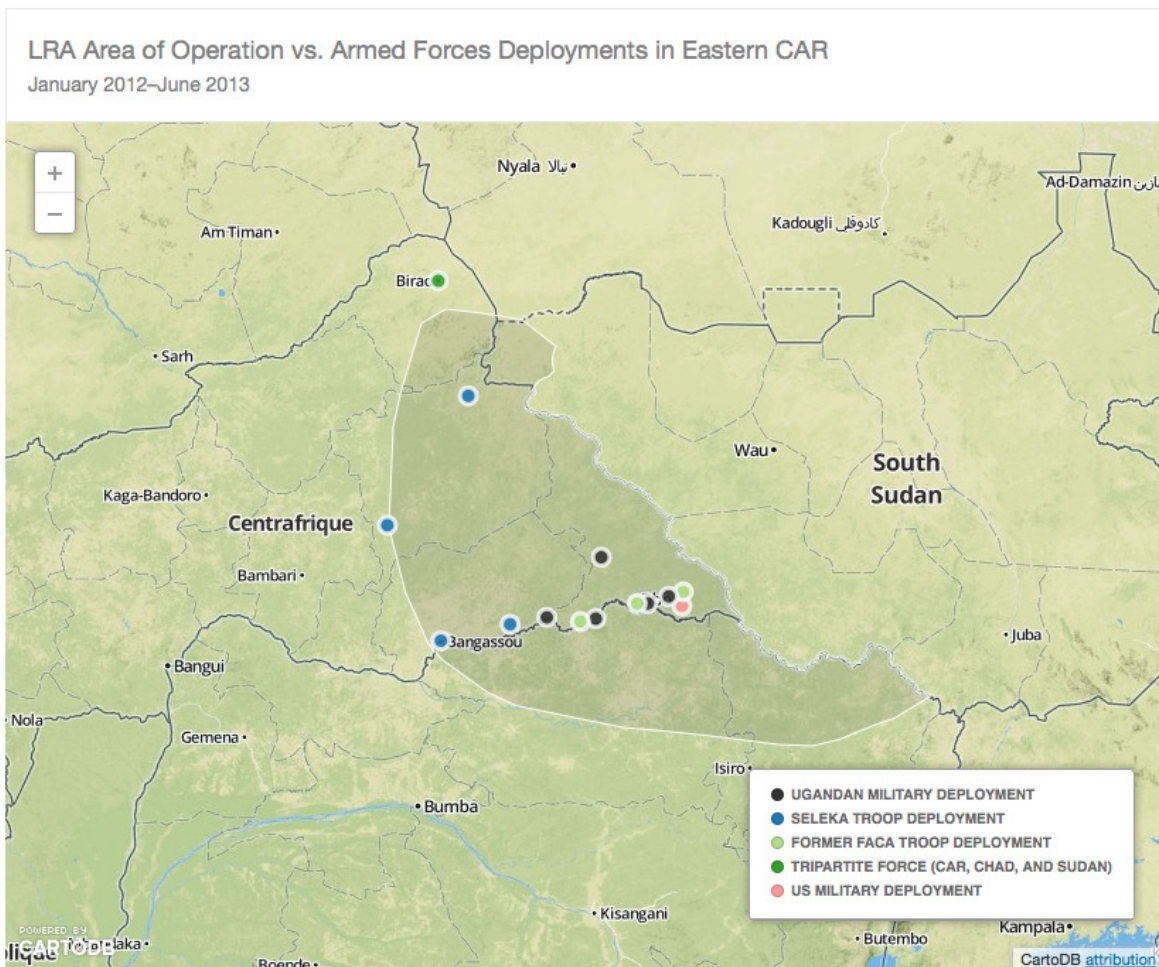 LRA Area of Operation vs. Armed Forces Deployments in Eastern CAR
January 2012–June 2013
+
−
Nyala نيالا
Ad-Damazin
Am Timan
Kadougli كادوقلي
Birao
Sarh
Wau
South
Sudan
Kaga-Bandoro
Centrafrique
Bambari
Bangassou
Juba
Bangui
Nola
Gemena
Isiro
Bumba
UGANDAN MILITARY DEPLOYMENT
SELEKA TROOP DEPLOYMENT
FORMER FACA TROOP DEPLOYMENT
TRIPARTITE FORCE (CAR, CHAD, AND SUDAN)
US MILITARY DEPLOYMENT
Kisangani
Kampala
POWERED BY
CARTODB
Butembo
Boende
CartoDB attribution